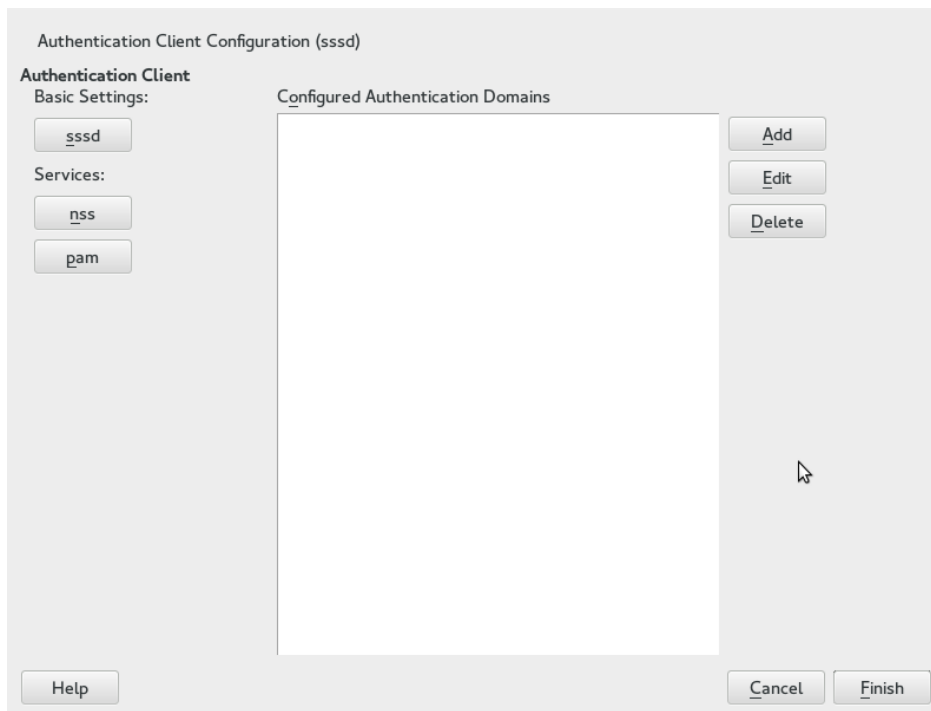 Authentication Client Configuration (sssd)
Authentication Client
Basic Settings:
sssd
Services:
nss
pam
Configured Authentication Domains
Add
Edit
Delete
Help
Cancel
Finish